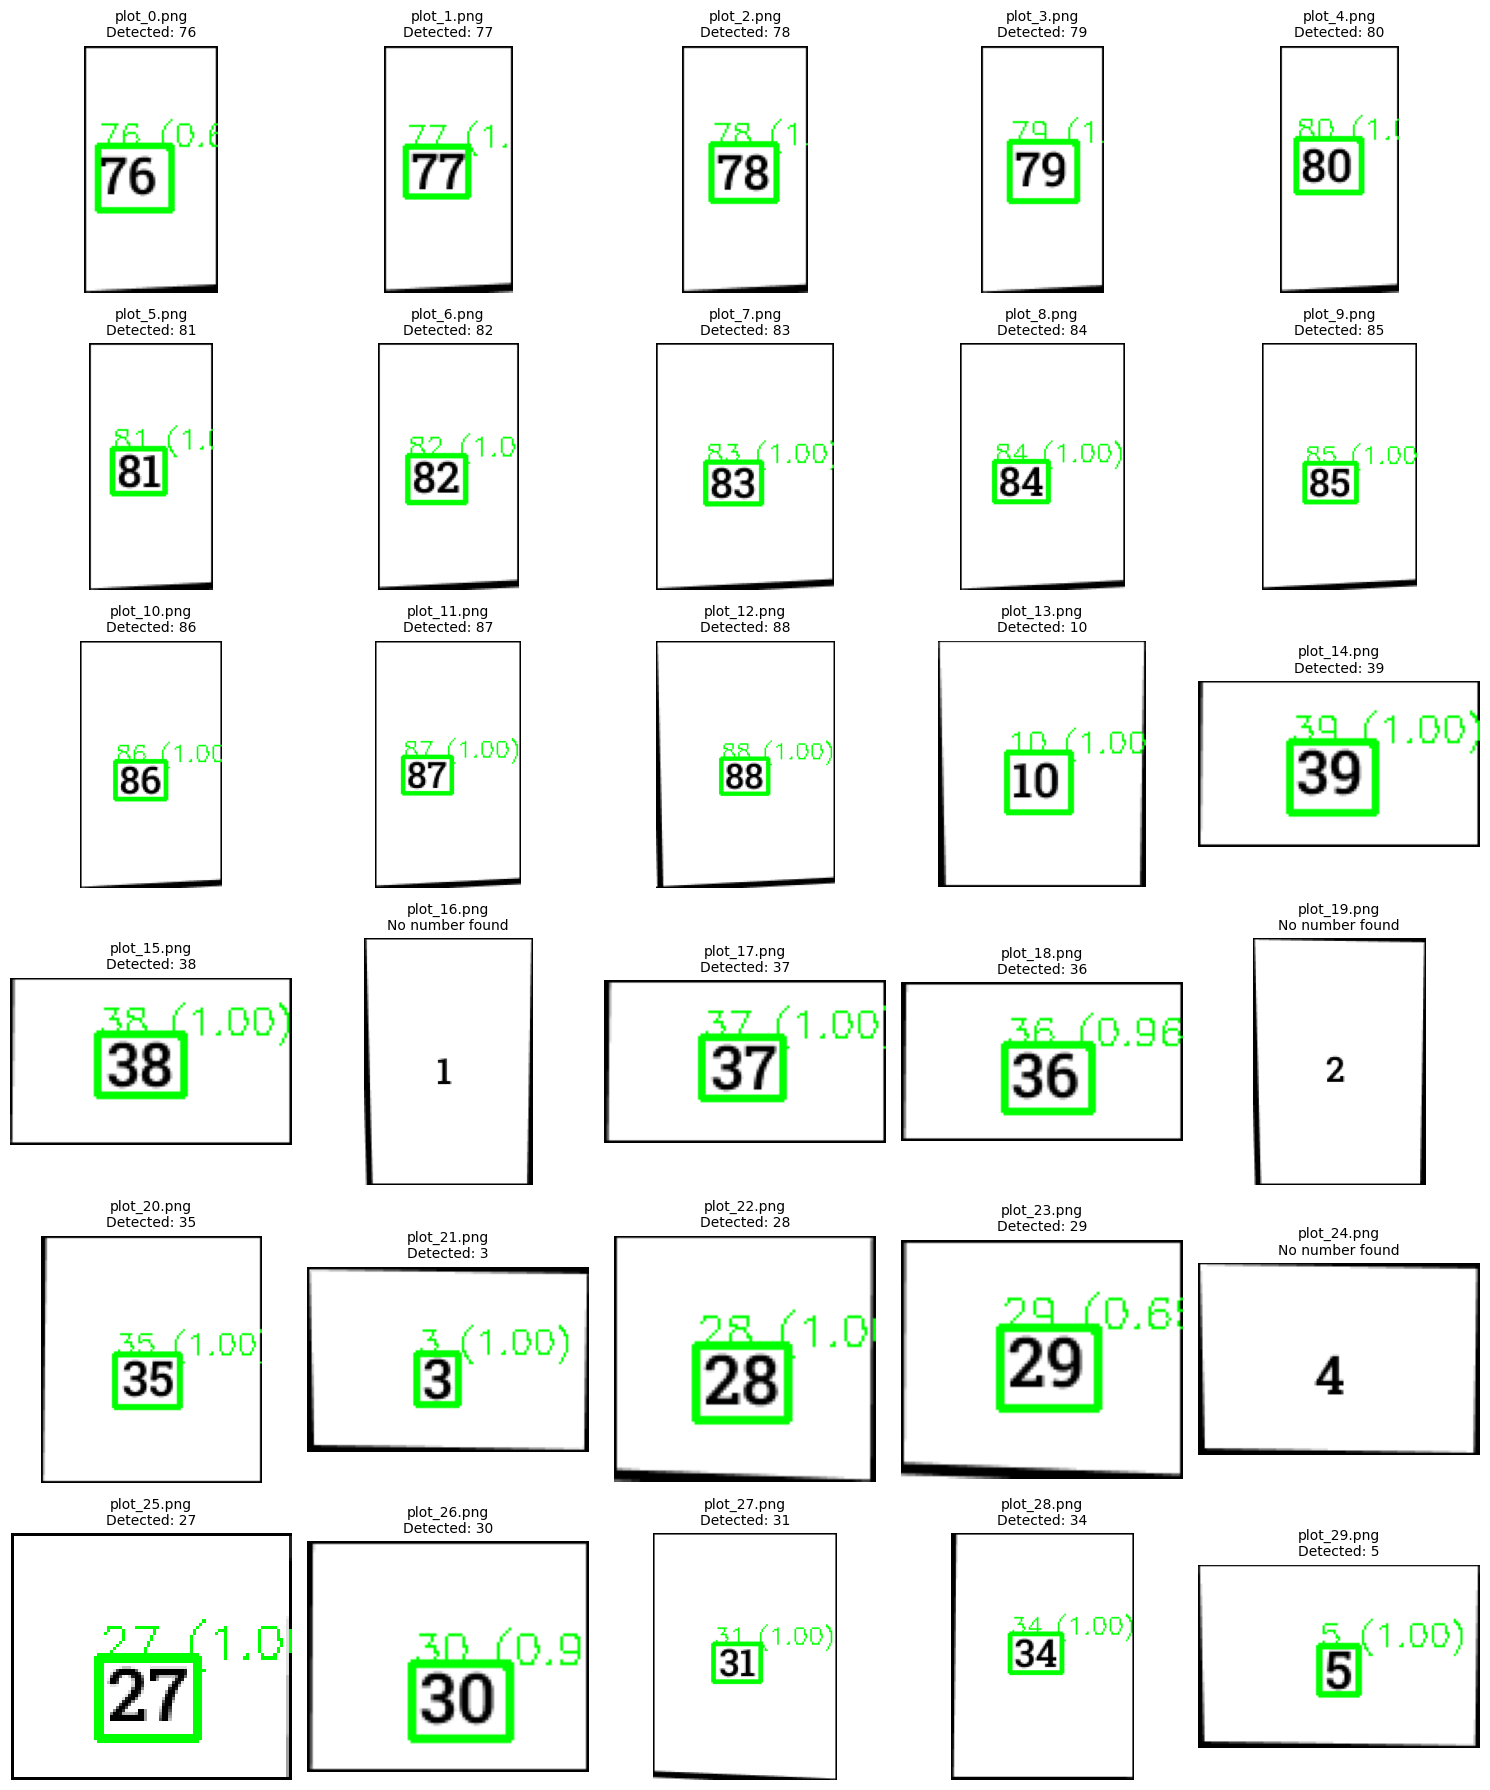 plot_0.png
Detected: 76
76 (0.6
76
plot_1.png
Detected: 77
77 (1.
77
plot_2.png
Detected: 78
78 (1.
78
plot_3.png
Detected: 79
79 (1.
79
plot_4.png
Detected: 80
80 (1.
80
plot_5.png
Detected: 81
81 (1.
81
plot_6.png
Detected: 82
82 (1.0
82
plot_7.png
Detected: 83
83 (1.00)
83
plot_8.png
Detected: 84
84 (1.00)
84
plot_9.png
Detected: 85
85 (1.00
85
plot_10.png
Detected: 86
86 (1.00
86
plot_11.png
Detected: 87
87 (1.00)
87
plot_12.png
Detected: 88
88 (1.00)
88
plot_13.png
Detected: 10
10 (1.00
10
plot_14.png
Detected: 39
39 (1.00)
39
plot_15.png
Detected: 38
38 (1.00)
38
plot_16.png
No number found
1
plot_17.png
Detected: 37
37 (1.00
37
plot_18.png
Detected: 36
36 (0.96
36
plot_19.png
No number found
2
plot_20.png
Detected: 35
35 (1.00
35
plot_21.png
Detected: 3
3 (1.00)
3
plot_22.png
Detected: 28
28 (1.0
28
plot_23.png
Detected: 29
29 (0.6
29
plot_24.png
No number found
4
plot_25.png
Detected: 27
27 (1.0
27
plot_26.png
Detected: 30
30 (0.9
30
plot_27.png
Detected: 31
31 (1.00)
31
plot_28.png
Detected: 34
34 (1.00)
34
plot_29.png
Detected: 5
5 (1.00)
5